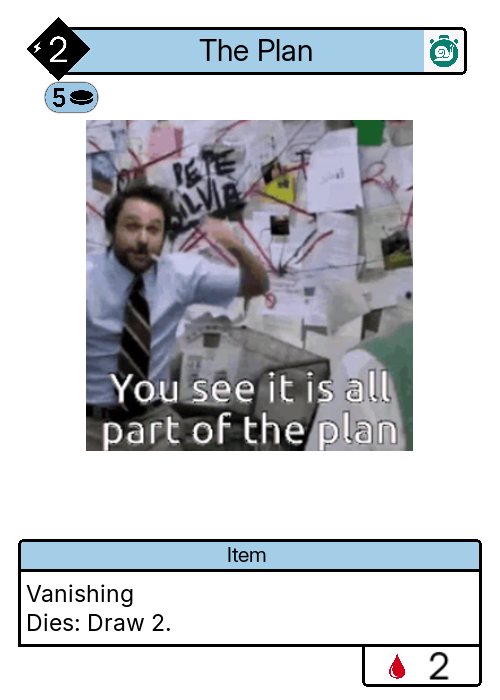 2
The Plan
5
PEPE
SILVIA
You see it is all
part of the plan
Item
Vanishing
Dies: Draw 2.
2